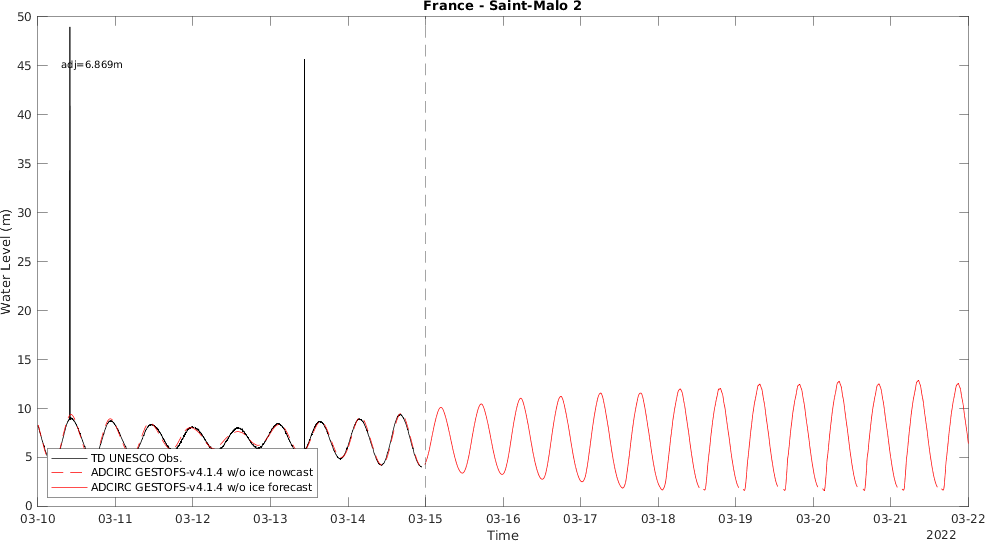 France - Saint-Malo 2
50
45
40
35
30
25
20
15
10
5
0
Water Level (m)
adj=6.869m
TD UNESCO Obs.
ADCIRC GESTOFS-v4.1.4 w/o ice nowcast
ADCIRC GESTOFS-v4.1.4 w/o ice forecast
03-10 03-11 03-12 03-13 03-14 03-15 03-16 03-17 03-18 03-19 03-20 03-21 03-22
Time
2022